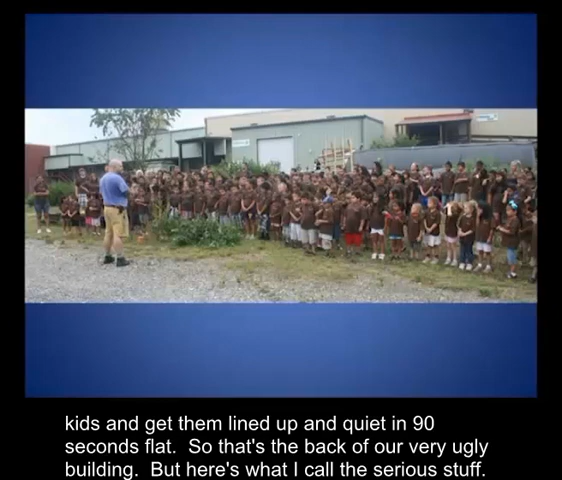 kids and get them lined up and quiet in 90
seconds flat.  So that's the back of our very ugly
building.  But here's what I call the serious stuff.